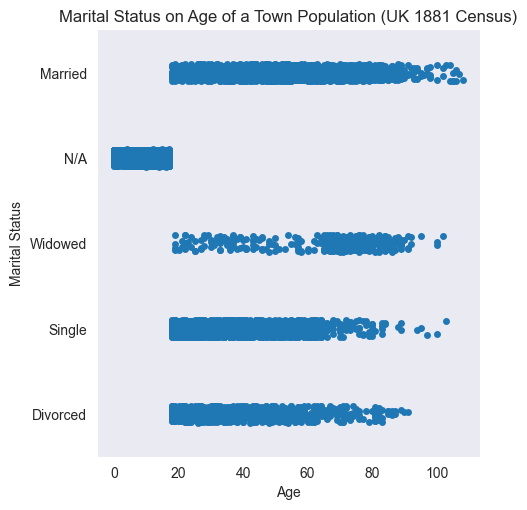 Marital Status on Age of a Town Population (UK 1881 Census)
Married
N/A
Widowed
Single
Divorced
Marital Status
0 20 40 60 80 100
Age